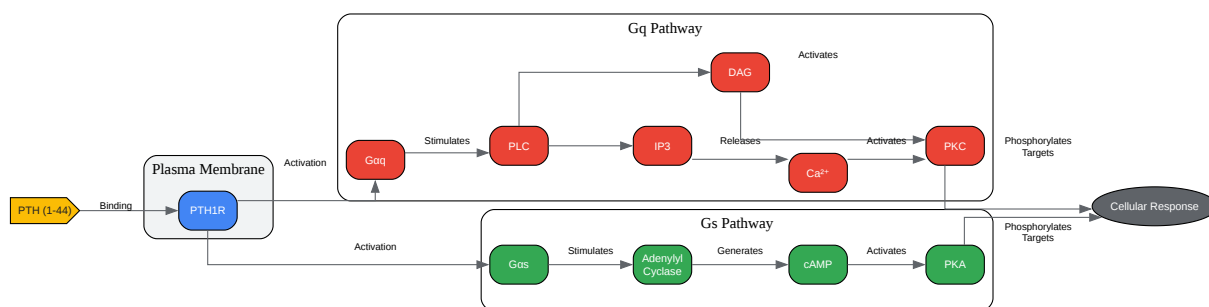 Gq Pathway
Activates
DAG
Stimulates
PLC
IP3
Releases
Activates
PKC
Phosphorylates
Targets
Gαq
Ca²⁺
Activation
Plasma Membrane
PTH (1-44)
Binding
PTH1R
Cellular Response
Gs Pathway
Phosphorylates
Targets
Activation
Gαs
Stimulates
Adenylyl
Cyclase
Generates
cAMP
Activates
PKA